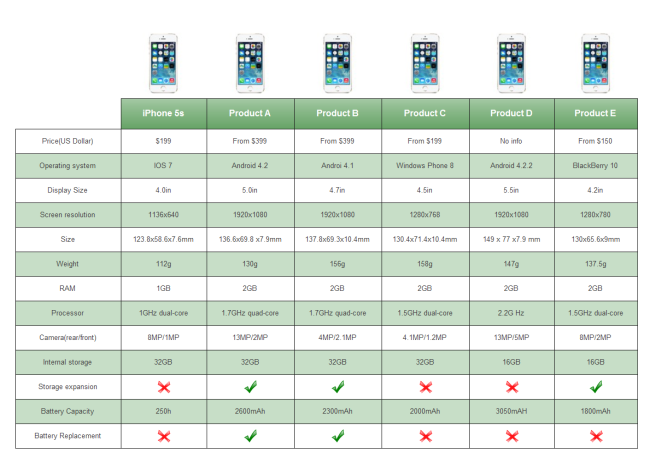 iPhone 5s Product A Product B Product C Product D Product E
Price(US Dollar) $199 From $399 From $399 From $199 No info From $150
Operating system IOS 7 Android 4.2 Androi 4.1 Windows Phone 8 Android 4.2.2 BlackBerry 10
Display Size 4.0in 5.0in 4.7in 4.5in 5.5in 4.2in
Screen resolution 1136x640 1920x1080 1920x1080 1280x768 1920x1080 1280x780
Size 123.8x58.6x7.6mm 136.6x69.8 x7.9mm 137.8x69.3x10.4mm 130.4x71.4x10.4mm 149 x 77 x7.9 mm 130x65.6x9mm
Weight 112g 130g 156g 158g 147g 137.5g
RAM 1GB 2GB 2GB 2GB 2GB 2GB
Processor 1GHz dual-core 1.7GHz quad-core 1.7GHz quad-core 1.5GHz dual-core 2.2G Hz 1.5GHz dual-core
Camera(rear/front) 8MP/1MP 13MP/2MP 4MP/2.1MP 4.1MP/1.2MP 13MP/5MP 8MP/2MP
Internal storage 32GB 32GB 32GB 32GB 16GB 16GB
Storage expansion
Battery Capacity 250h 2600mAh 2300mAh 2000mAh 3050mAH 1800mAh
Battery Replacement